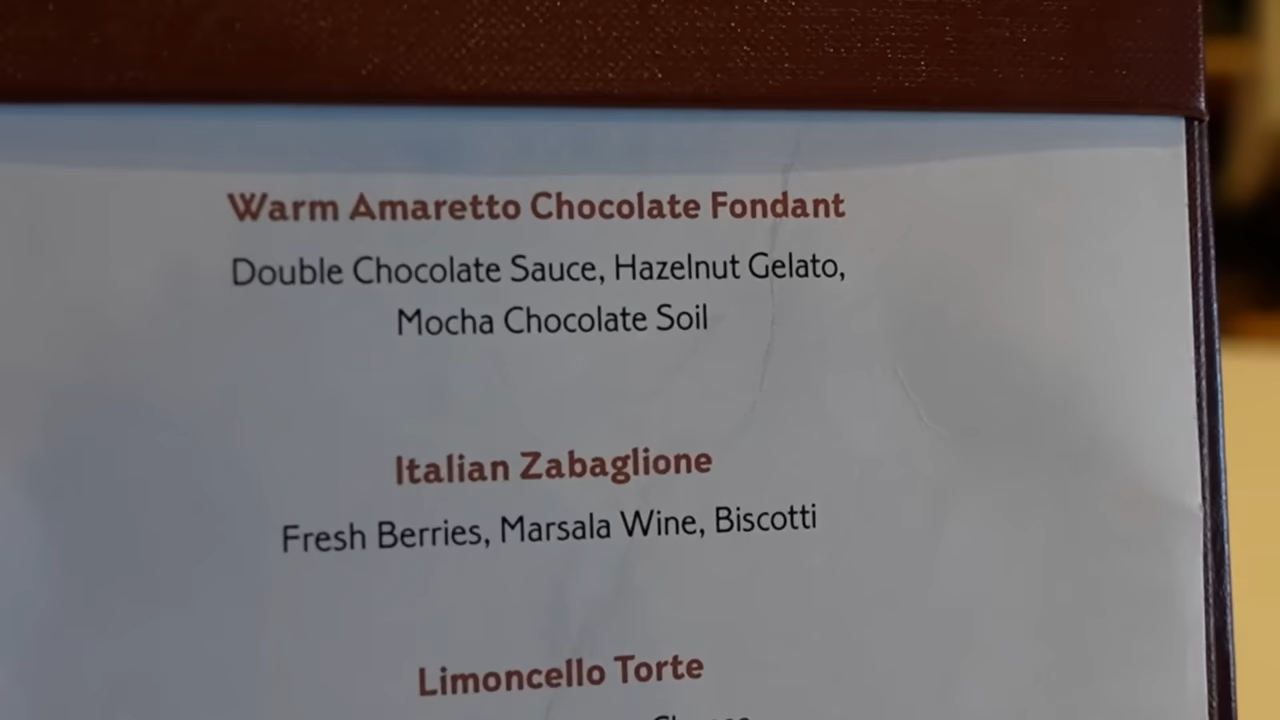 Warm Amaretto Chocolate Fondant
Double Chocolate Sauce, Hazelnut Gelato,
Mocha Chocolate Soil
Italian Zabaglione
Fresh Berries, Marsala Wine, Biscotti
Limoncello Torte